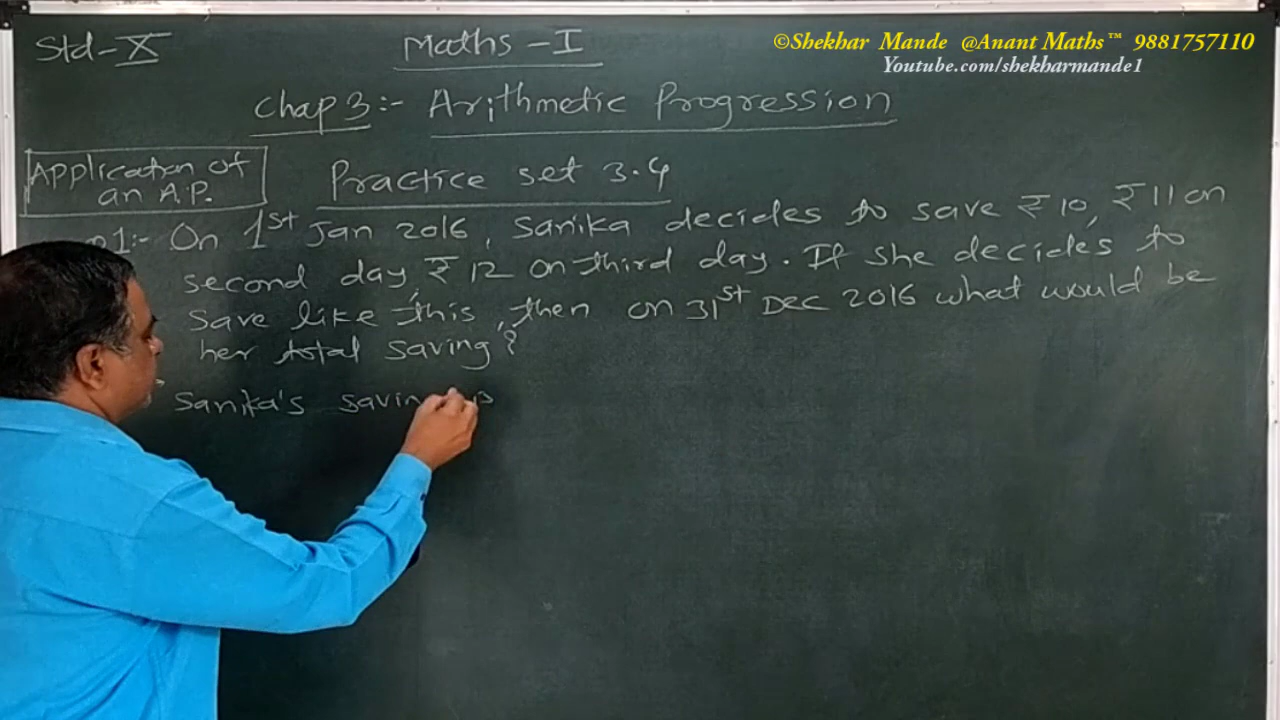 Std-X
Maths - I
©Shekhar Mande @Anant Maths™ 9881757110
Youtube.com/shekharmande1
Chap 3:- Arithmetic Progression
Application of
an A.P.
Practice set 3.4
1:- On 1st Jan 2016, Sanika decides to save ₹10, ₹11 on
second day, ₹12 on third day. If she decides to
save like this, then on 31st DEC 2016 what would be
her total saving?
Sanika's